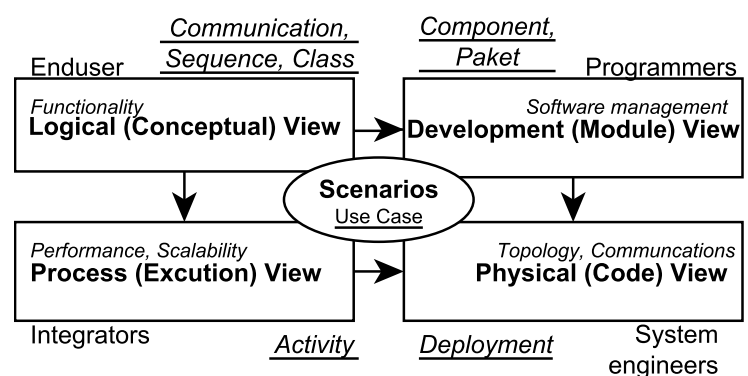 Communication,
Sequence, Class
Component,
Paket
Enduser
Programmers
Functionality
Logical (Conceptual) View
Software management
Development (Module) View
Scenarios
Use Case
Performance, Scalability
Process (Excution) View
Topology, Communcations
Physical (Code) View
Integrators
Activity
Deployment
System
engineers